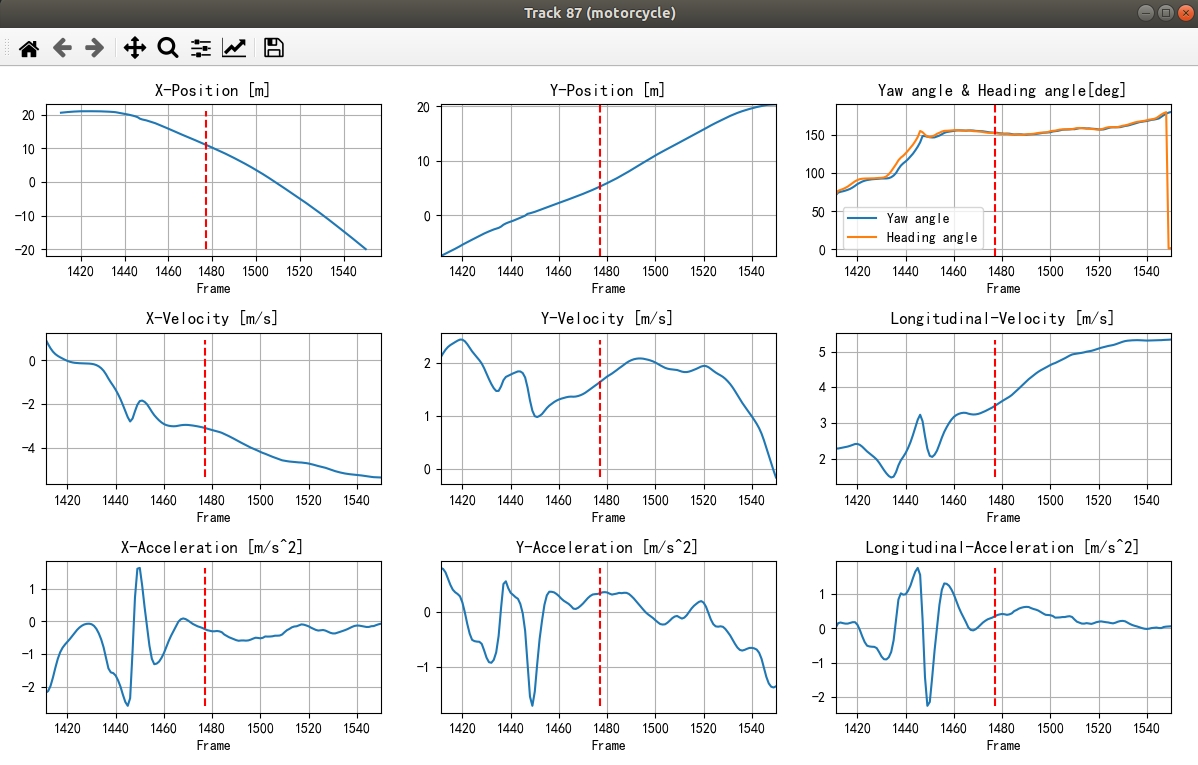 Track 87 (motorcycle)
X-Position [m]
20
10
0
−10
−20
1420 1440 1460 1480 1500 1520 1540
Frame
Y-Position [m]
20
10
0
1420 1440 1460 1480 1500 1520 1540
Frame
Yaw angle & Heading angle[deg]
150
100
50
0
Yaw angle
Heading angle
1420 1440 1460 1480 1500 1520 1540
Frame
X-Velocity [m/s]
0
−2
−4
1420 1440 1460 1480 1500 1520 1540
Frame
Y-Velocity [m/s]
2
1
0
1420 1440 1460 1480 1500 1520 1540
Frame
Longitudinal-Velocity [m/s]
5
4
3
2
1420 1440 1460 1480 1500 1520 1540
Frame
X-Acceleration [m/s^2]
1
0
−1
−2
1420 1440 1460 1480 1500 1520 1540
Frame
Y-Acceleration [m/s^2]
0
−1
1420 1440 1460 1480 1500 1520 1540
Frame
Longitudinal-Acceleration [m/s^2]
1
0
−1
−2
1420 1440 1460 1480 1500 1520 1540
Frame